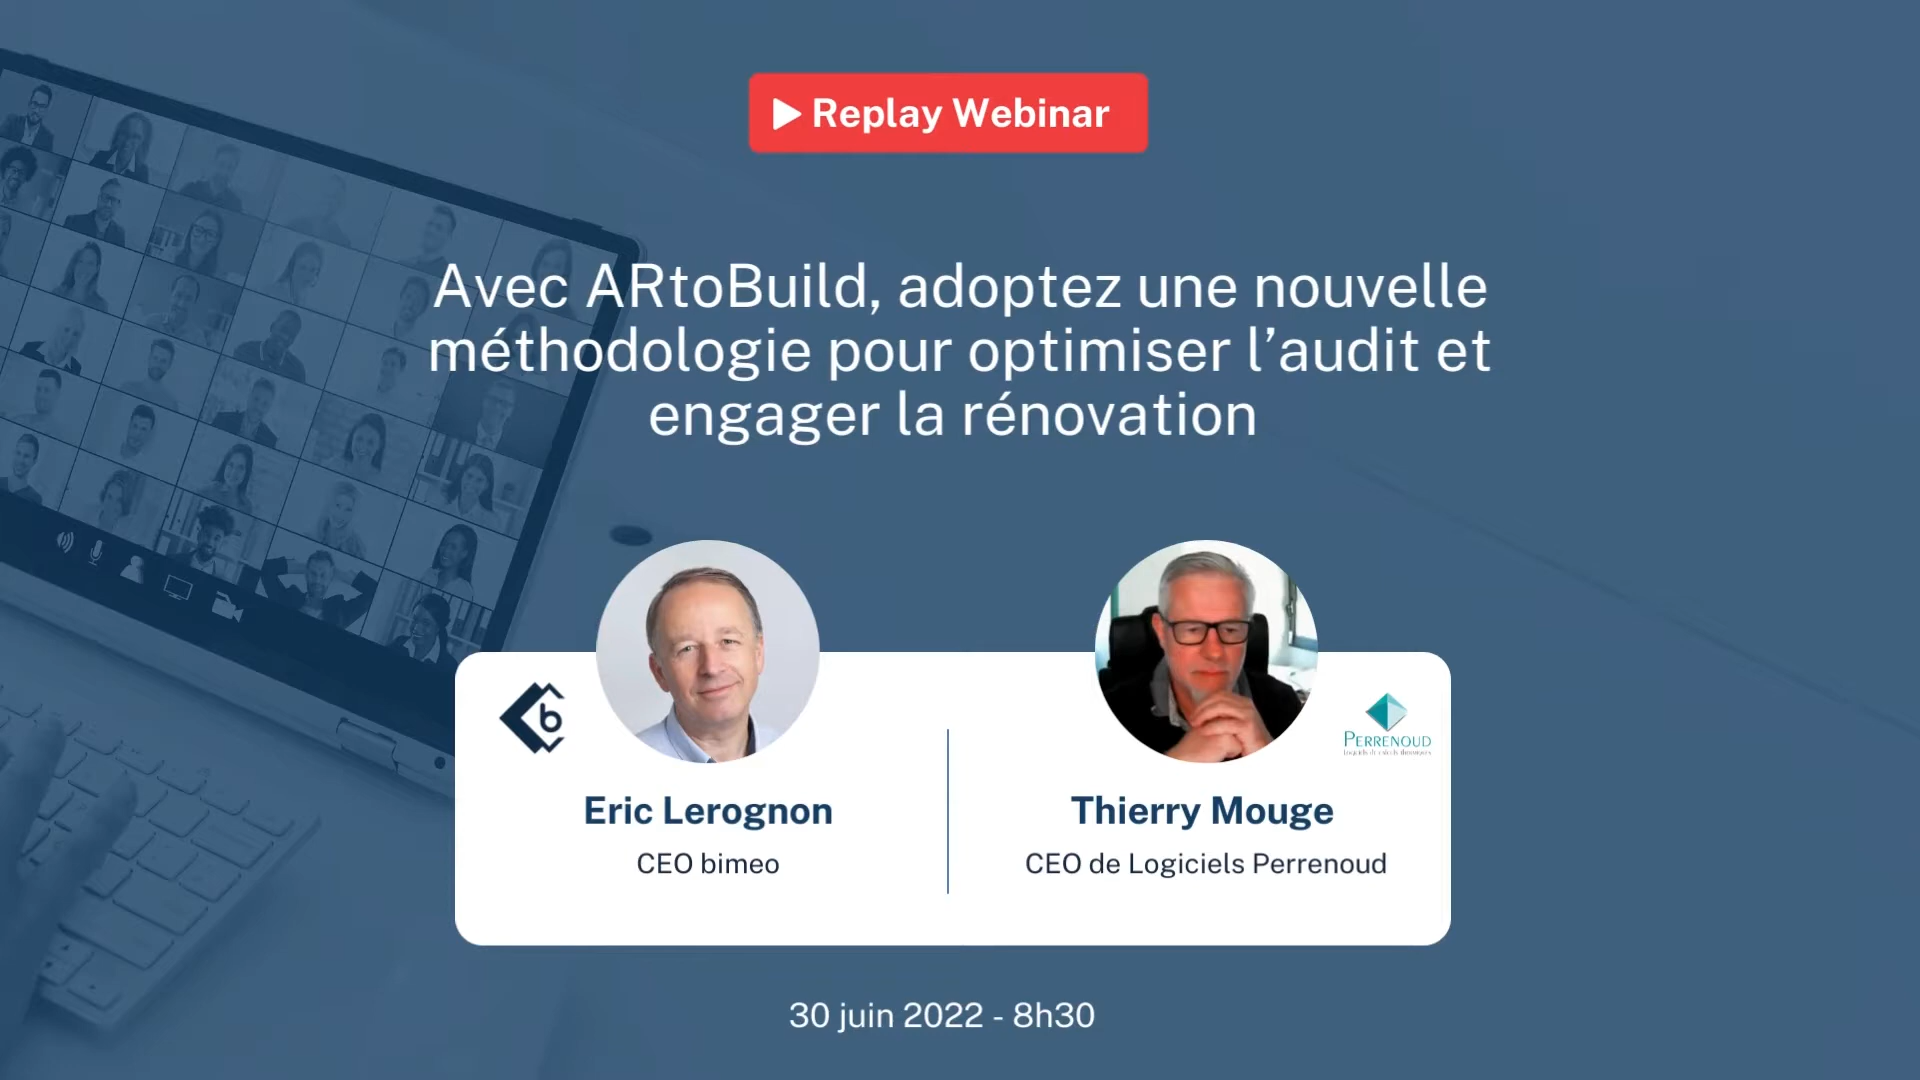 Replay Webinar
Avec ARtoBuild, adoptez une nouvelle
méthodologie pour optimiser l’audit et
engager la rénovation
b
PERRENOUD
Eric Lerognon
CEO bimeo
Thierry Mouge
CEO de Logiciels Perrenoud
30 juin 2022 - 8h30